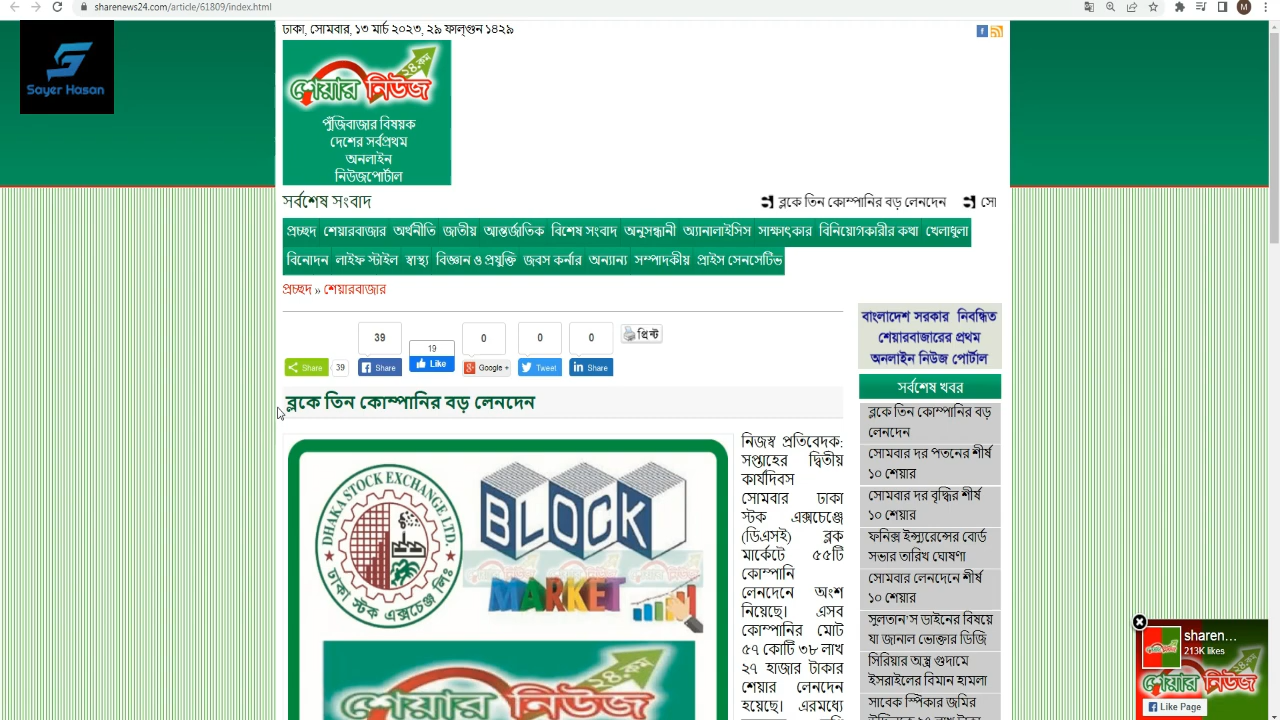 sharenews24.com/article/61809/index.html
M
Sayer Hasan
ঢাকা, সোমবার, ১৩ মার্চ ২০২৩, ২৯ ফাল্গুন ১৪২৯
শেয়ার নিউজ
২৪.কম
পুঁজিবাজার বিষয়ক
দেশের সর্বপ্রথম
অনলাইন
নিউজপোর্টাল
সর্বশেষ সংবাদ
ব্লকে তিন কোম্পানির বড় লেনদেন
সো
প্রচ্ছদ শেয়ারবাজার অর্থনীতি জাতীয় আন্তর্জাতিক বিশেষ সংবাদ অনুসন্ধানী অ্যানালাইসিস সাক্ষাৎকার বিনিয়োগকারীর কথা খেলাধুলা
বিনোদন লাইফ স্টাইল স্বাস্থ্য বিজ্ঞান ও প্রযুক্তি জবস কর্নার অন্যান্য সম্পাদকীয় প্রাইস সেনসেটিভ
প্রচ্ছদ » শেয়ারবাজার
39 19 0 0 0 প্রিন্ট
Share 39 Share Like Google + Tweet Share
ব্লকে তিন কোম্পানির বড় লেনদেন
DHAKA STOCK EXCHANGE LTD.
ঢাকা স্টক এক্সচেঞ্জ লিঃ
BLOCK
MARKET
শেয়ার নিউজ
নিজস্ব প্রতিবেদক:
সপ্তাহের দ্বিতীয়
কার্যদিবস
সোমবার ঢাকা
স্টক এক্সচেঞ্জে
(ডিএসই) ব্লক
মার্কেটে ৫৫টি
কোম্পানি
লেনদেনে অংশ
নিয়েছে। এসব
কোম্পানির মোট
৫৭ কোটি ৩৮ লাখ
২৭ হাজার টাকার
শেয়ার লেনদেন
হয়েছে। এরমধ্যে
বাংলাদেশ সরকার নিবন্ধিত
শেয়ারবাজারের প্রথম
অনলাইন নিউজ পোর্টাল
সর্বশেষ খবর
ব্লকে তিন কোম্পানির বড়
লেনদেন
সোমবার দর পতনের শীর্ষ
১০ শেয়ার
সোমবার দর বৃদ্ধির শীর্ষ
১০ শেয়ার
ফনিক্স ইন্স্যুরেন্সের বোর্ড
সভার তারিখ ঘোষণা
সোমবার লেনদেনে শীর্ষ
১০ শেয়ার
সুলতান'স ডাইনের বিষয়ে
যা জানাল ভোক্তার ডিজি
সিরিয়ার অস্ত্র গুদামে
ইসরাইলের বিমান হামলা
সাবেক স্পিকার জমির
sharen...
213K likes
শেয়ার নিউজ
Like Page